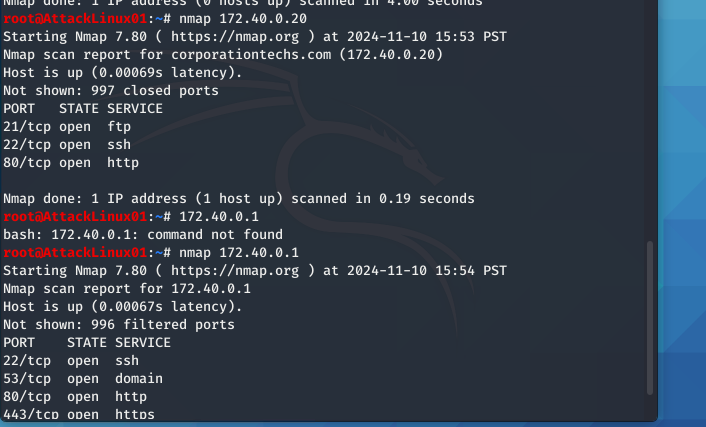 Nmap done: 1 IP address (0 hosts up) scanned in 4.00 seconds
root@AttackLinux01:~# nmap 172.40.0.20
Starting Nmap 7.80 ( https://nmap.org ) at 2024-11-10 15:53 PST
Nmap scan report for corporationtechs.com (172.40.0.20)
Host is up (0.00069s latency).
Not shown: 997 closed ports
PORT   STATE SERVICE
21/tcp open  ftp
22/tcp open  ssh
80/tcp open  http
Nmap done: 1 IP address (1 host up) scanned in 0.19 seconds
root@AttackLinux01:~# 172.40.0.1
bash: 172.40.0.1: command not found
root@AttackLinux01:~# nmap 172.40.0.1
Starting Nmap 7.80 ( https://nmap.org ) at 2024-11-10 15:54 PST
Nmap scan report for 172.40.0.1
Host is up (0.00067s latency).
Not shown: 996 filtered ports
PORT    STATE SERVICE
22/tcp  open  ssh
53/tcp  open  domain
80/tcp  open  http
443/tcp open  https